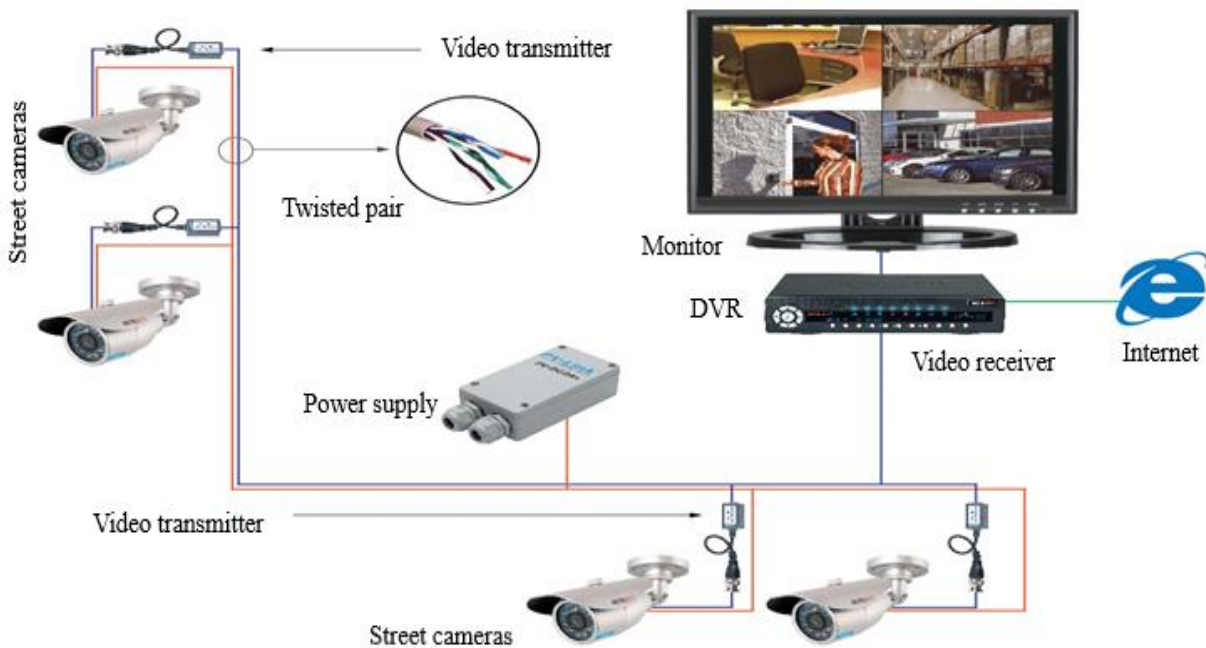 Video transmitter
Street cameras
Twisted pair
Monitor
DVR
Video receiver
Internet
Power supply
Video transmitter
Street cameras